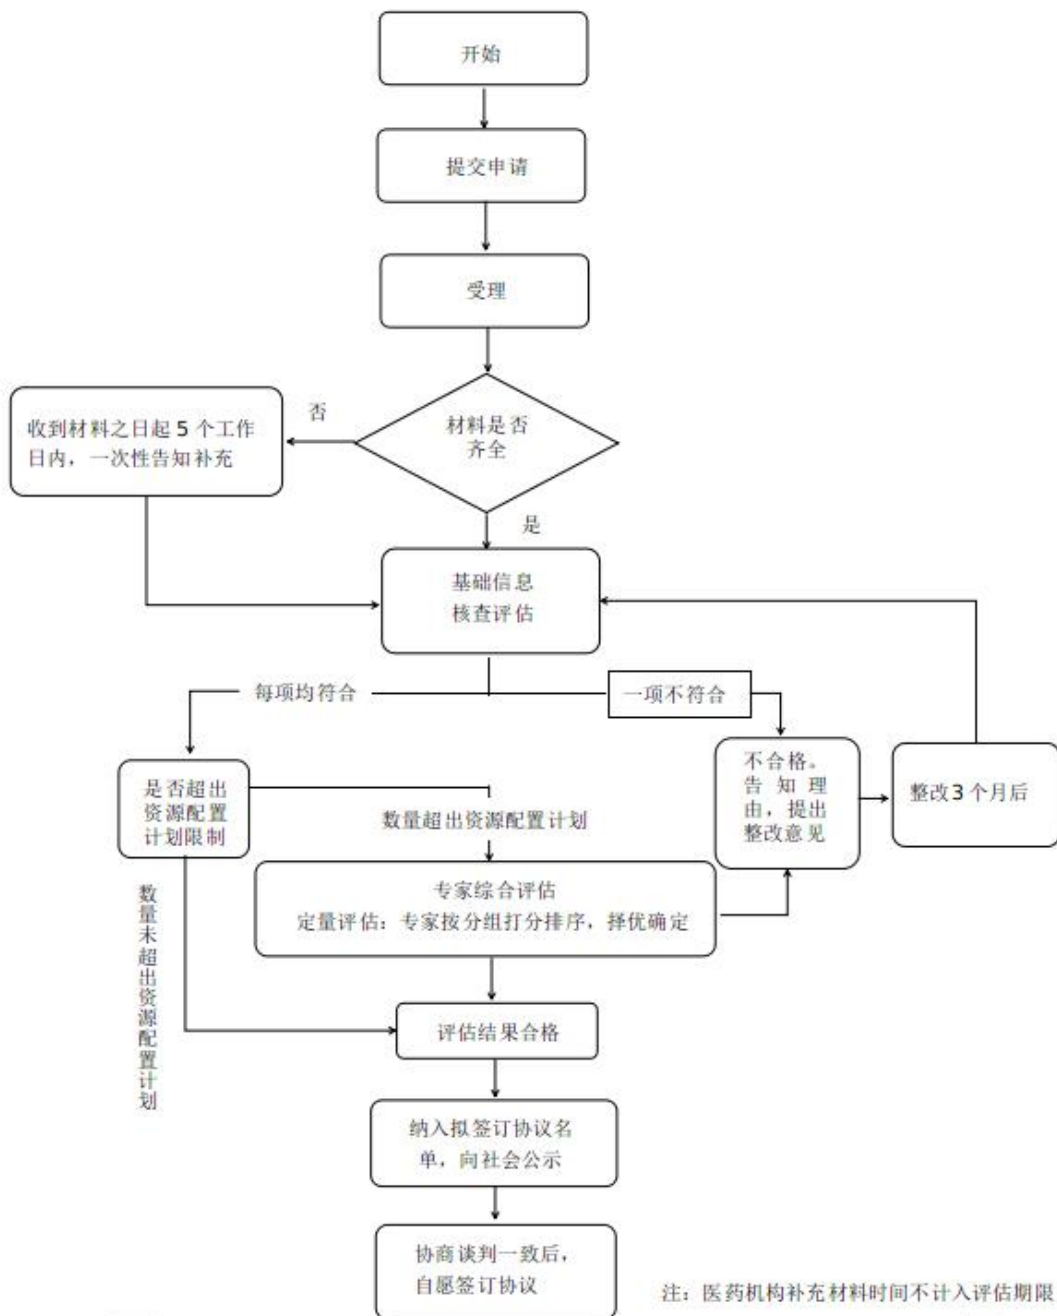 开始
提交申请
受理
材料是否
齐全
否
收到材料之日起 5 个工作
日内，一次性告知补充
是
基础信息
核查评估
每项均符合
一项不符合
是否超出
资源配置
计划限制
数量超出资源配置计划
不合格。
告 知 理
由，提出
整改意见
整改 3 个月后
专家综合评估
定量评估：专家按分组打分排序，择优确定
数量未超出资源配置计划
评估结果合格
纳入拟签订协议名
单，向社会公示
协商谈判一致后，
自愿签订协议
注：医药机构补充材料时间不计入评估期限